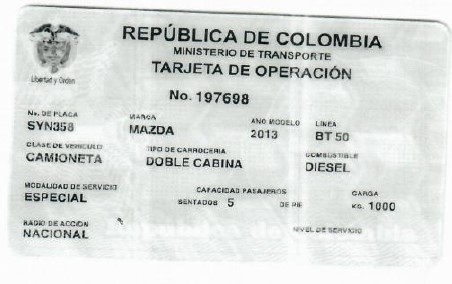 REPÚBLICA DE COLOMBIA
MINISTERIO DE TRANSPORTE
TARJETA DE OPERACIÓN
Libertad y Orden
No. 197698
No. DE PLACA MARCA AÑO MODELO LÍNEA
SYN358 MAZDA 2013 BT 50
CLASE DE VEHICULO TIPO DE CARROCERIA COMBUSTIBLE
CAMIONETA DOBLE CABINA DIESEL
MODALIDAD DE SERVICIO CAPACIDAD PASAJEROS CARGA
ESPECIAL SENTADOS 5 DE PIE KG. 1000
RADIO DE ACCION NIVEL DE SERVICIO
NACIONAL